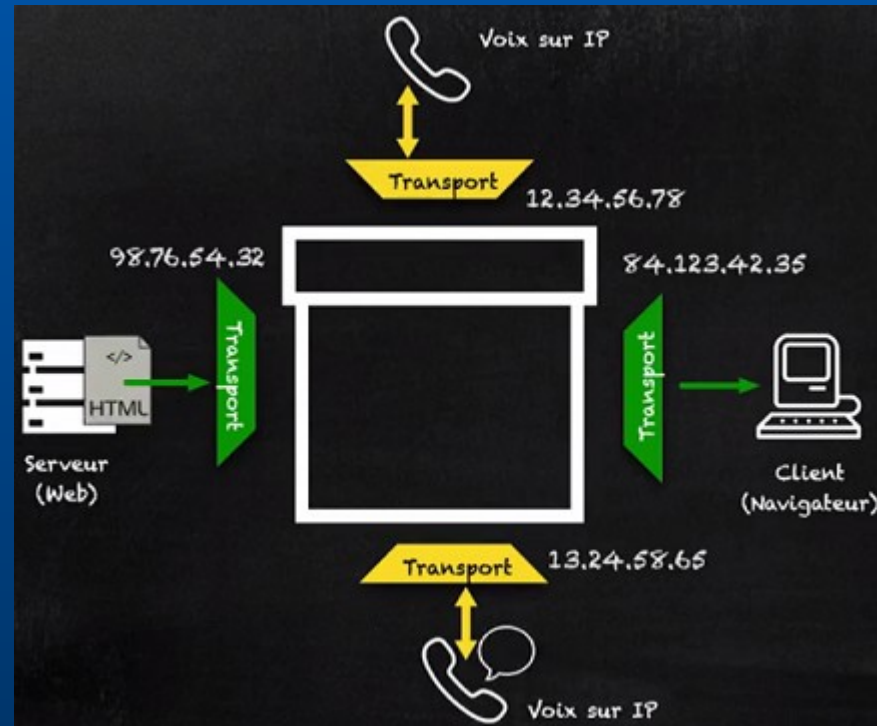 Voix sur IP
Transport
12.34.56.78
98.76.54.32
84.123.42.35
Transport
</>
HTML
Transport
Serveur
(Web)
Client
(Navigateur)
Transport
13.24.58.65
Voix sur IP